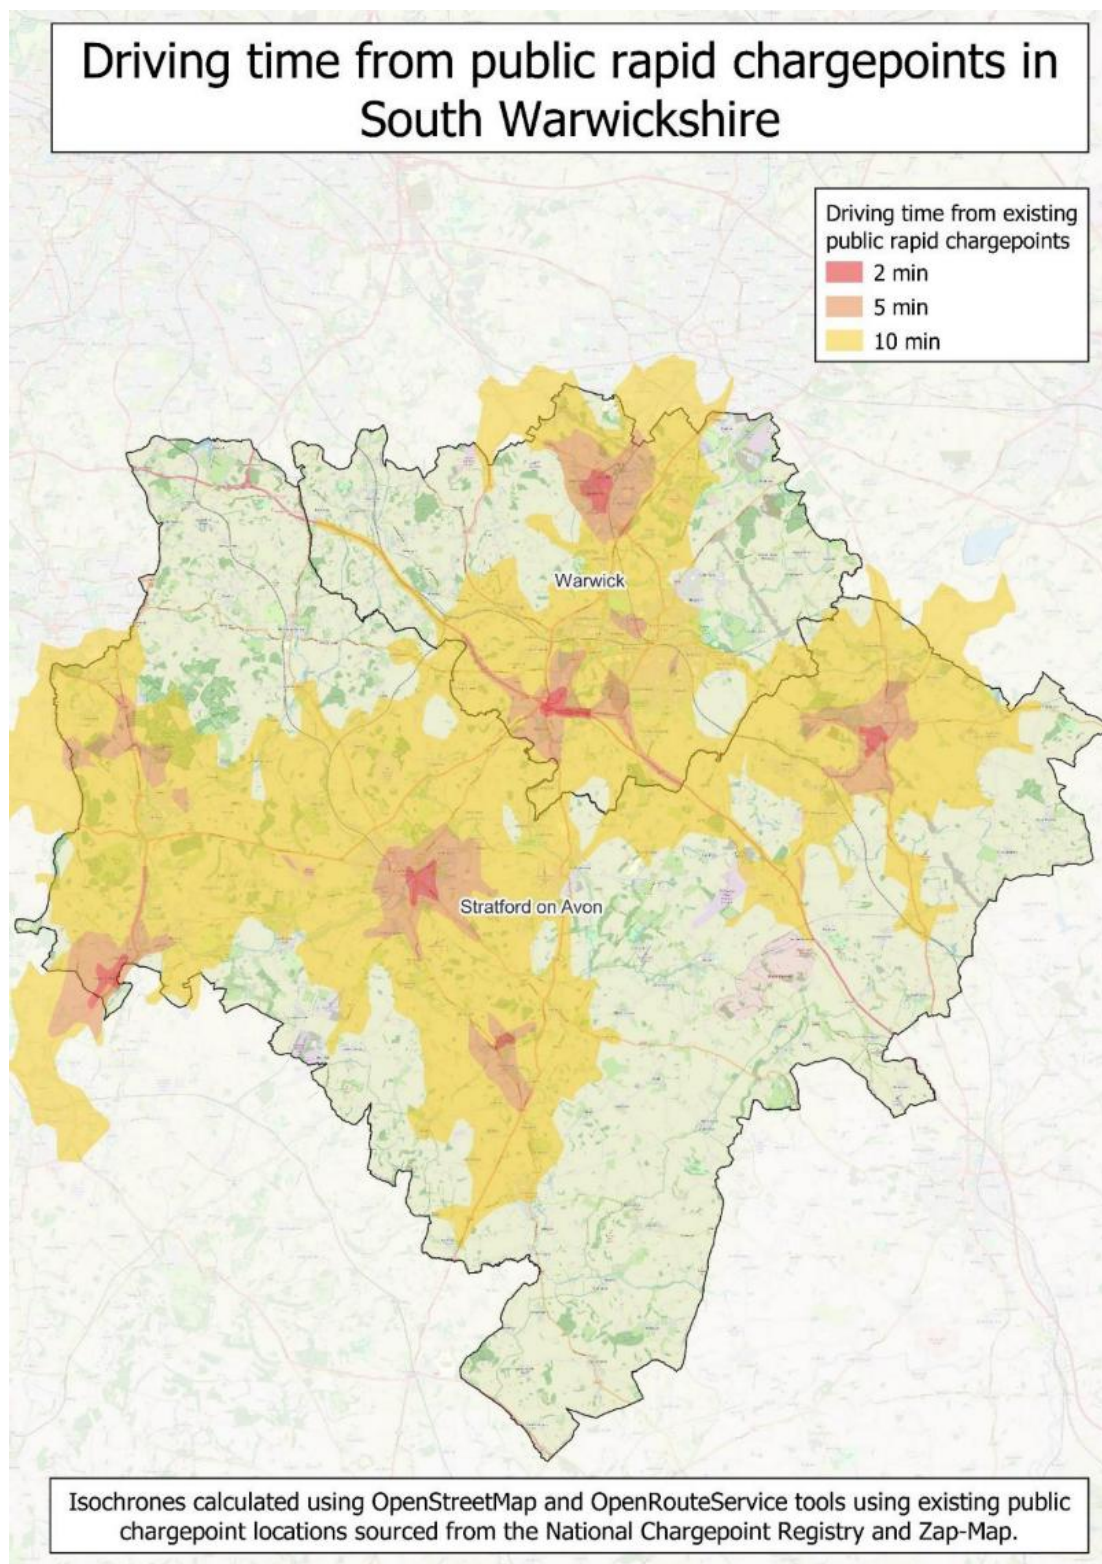 Driving time from public rapid chargepoints in
South Warwickshire
Driving time from existing
public rapid chargepoints
2 min
5 min
10 min
Warwick
Stratford on Avon
Isochrones calculated using OpenStreetMap and OpenRouteService tools using existing public
chargepoint locations sourced from the National Chargepoint Registry and Zap-Map.